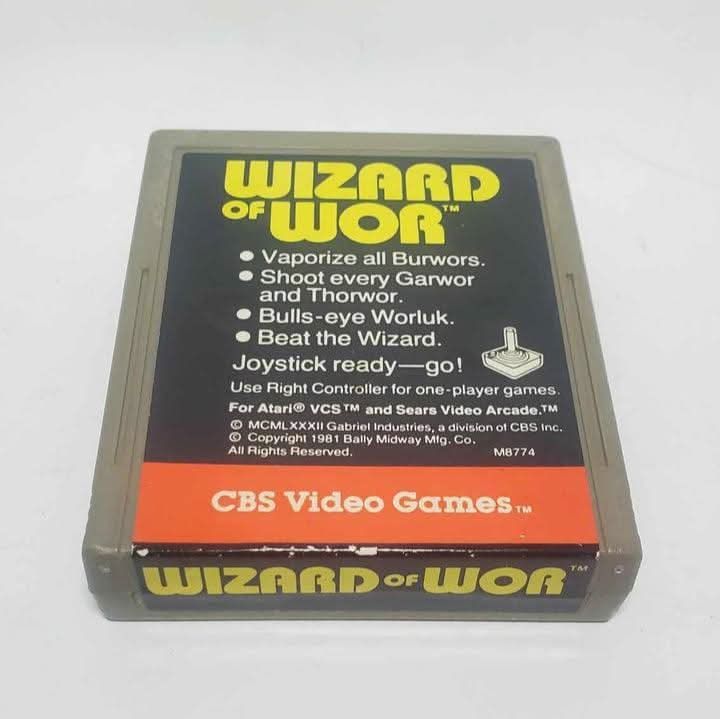 WIZARD
OF WOR™
• Vaporize all Burwors.
• Shoot every Garwor
and Thorwor.
• Bulls-eye Worluk.
• Beat the Wizard.
Joystick ready—go!
Use Right Controller for one-player games.
For Atari® VCS™ and Sears Video Arcade.™
© MCMLXXXII Gabriel Industries, a division of CBS Inc.
© Copyright 1981 Bally Midway Mfg. Co.
All Rights Reserved. M8774
CBS Video Games™
WIZARD OF WOR™